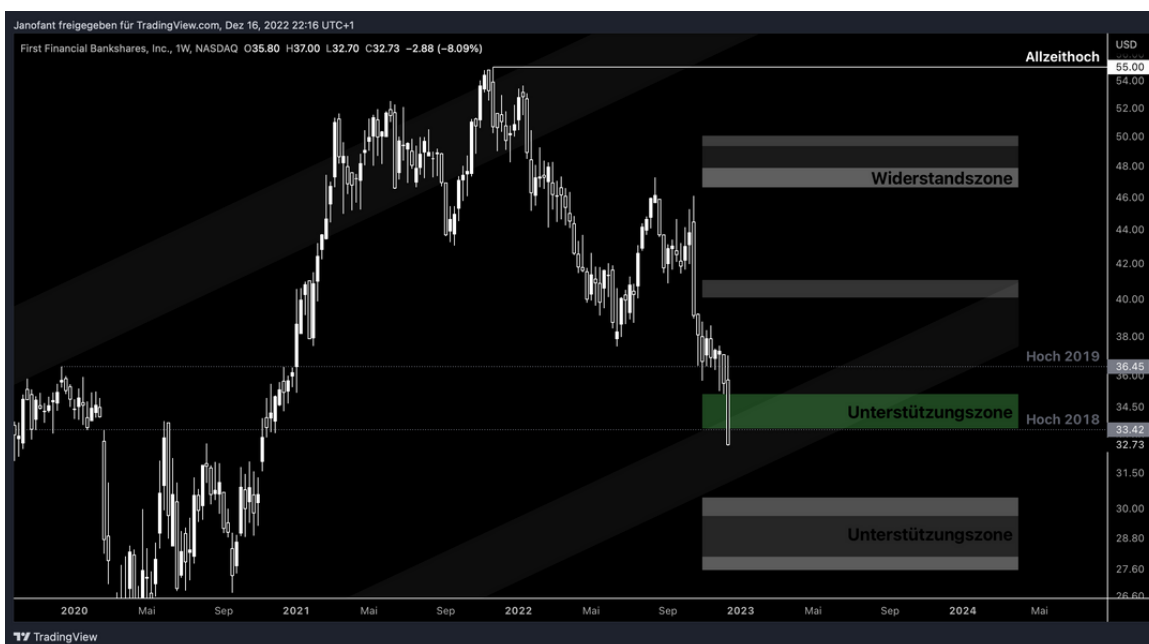 Janofant freigegeben für TradingView.com, Dez 16, 2022 22:16 UTC+1
First Financial Bankshares, Inc., 1W, NASDAQ O35.80 H37.00 L32.70 C32.73 −2.88 (−8.09%)
USD
Allzeithoch
55.00
54.00
52.00
50.00
48.00
Widerstandszone
46.00
44.00
42.00
40.00
38.00
Hoch 2019
36.45
36.00
34.50
Unterstützungszone
Hoch 2018
33.42
32.73
31.50
30.00
28.80
Unterstützungszone
27.60
26.60
2020 Mai Sep 2021 Mai Sep 2022 Mai Sep 2023 Mai Sep 2024 Mai
TradingView